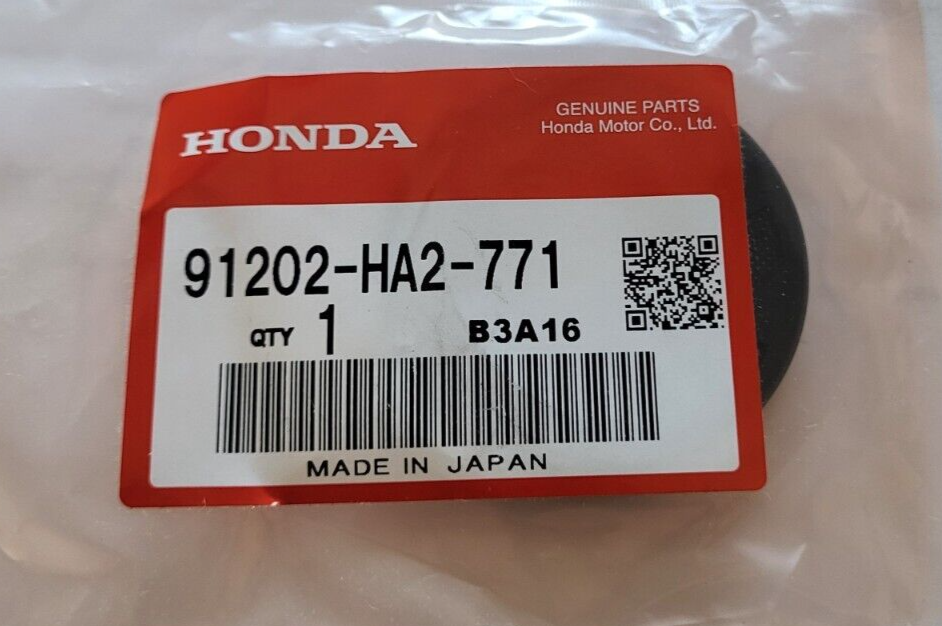 HONDA
GENUINE PARTS
Honda Motor Co., Ltd.
91202-HA2-771
QTY 1 B3A16
MADE IN JAPAN